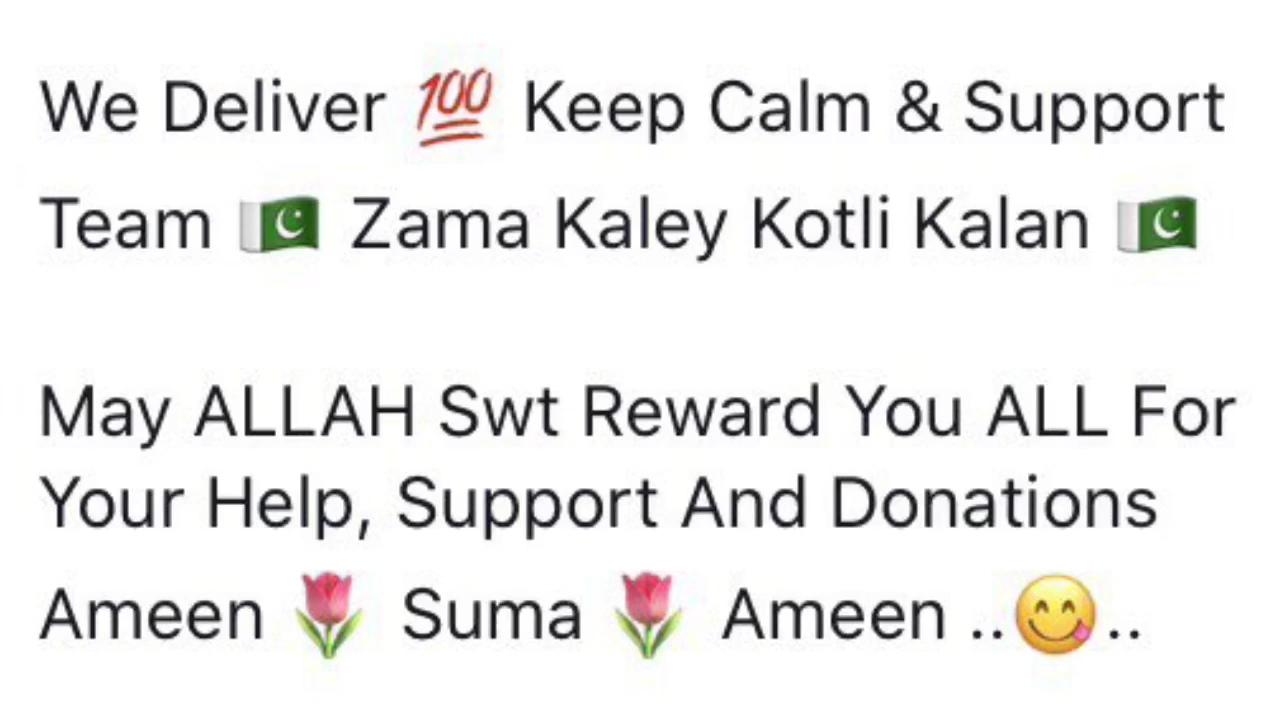 We Deliver 💯 Keep Calm & Support
Team 🇵🇰 Zama Kaley Kotli Kalan 🇵🇰
May ALLAH Swt Reward You ALL For
Your Help, Support And Donations
Ameen 🌷 Suma 🌷 Ameen ..😋..